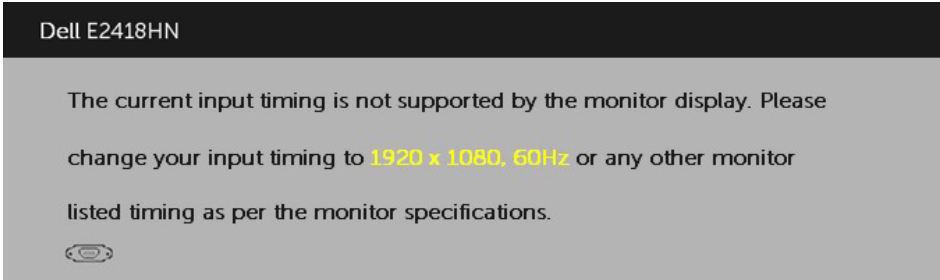 Dell E2418HN
The current input timing is not supported by the monitor display. Please
change your input timing to 1920 x 1080, 60Hz or any other monitor
listed timing as per the monitor specifications.